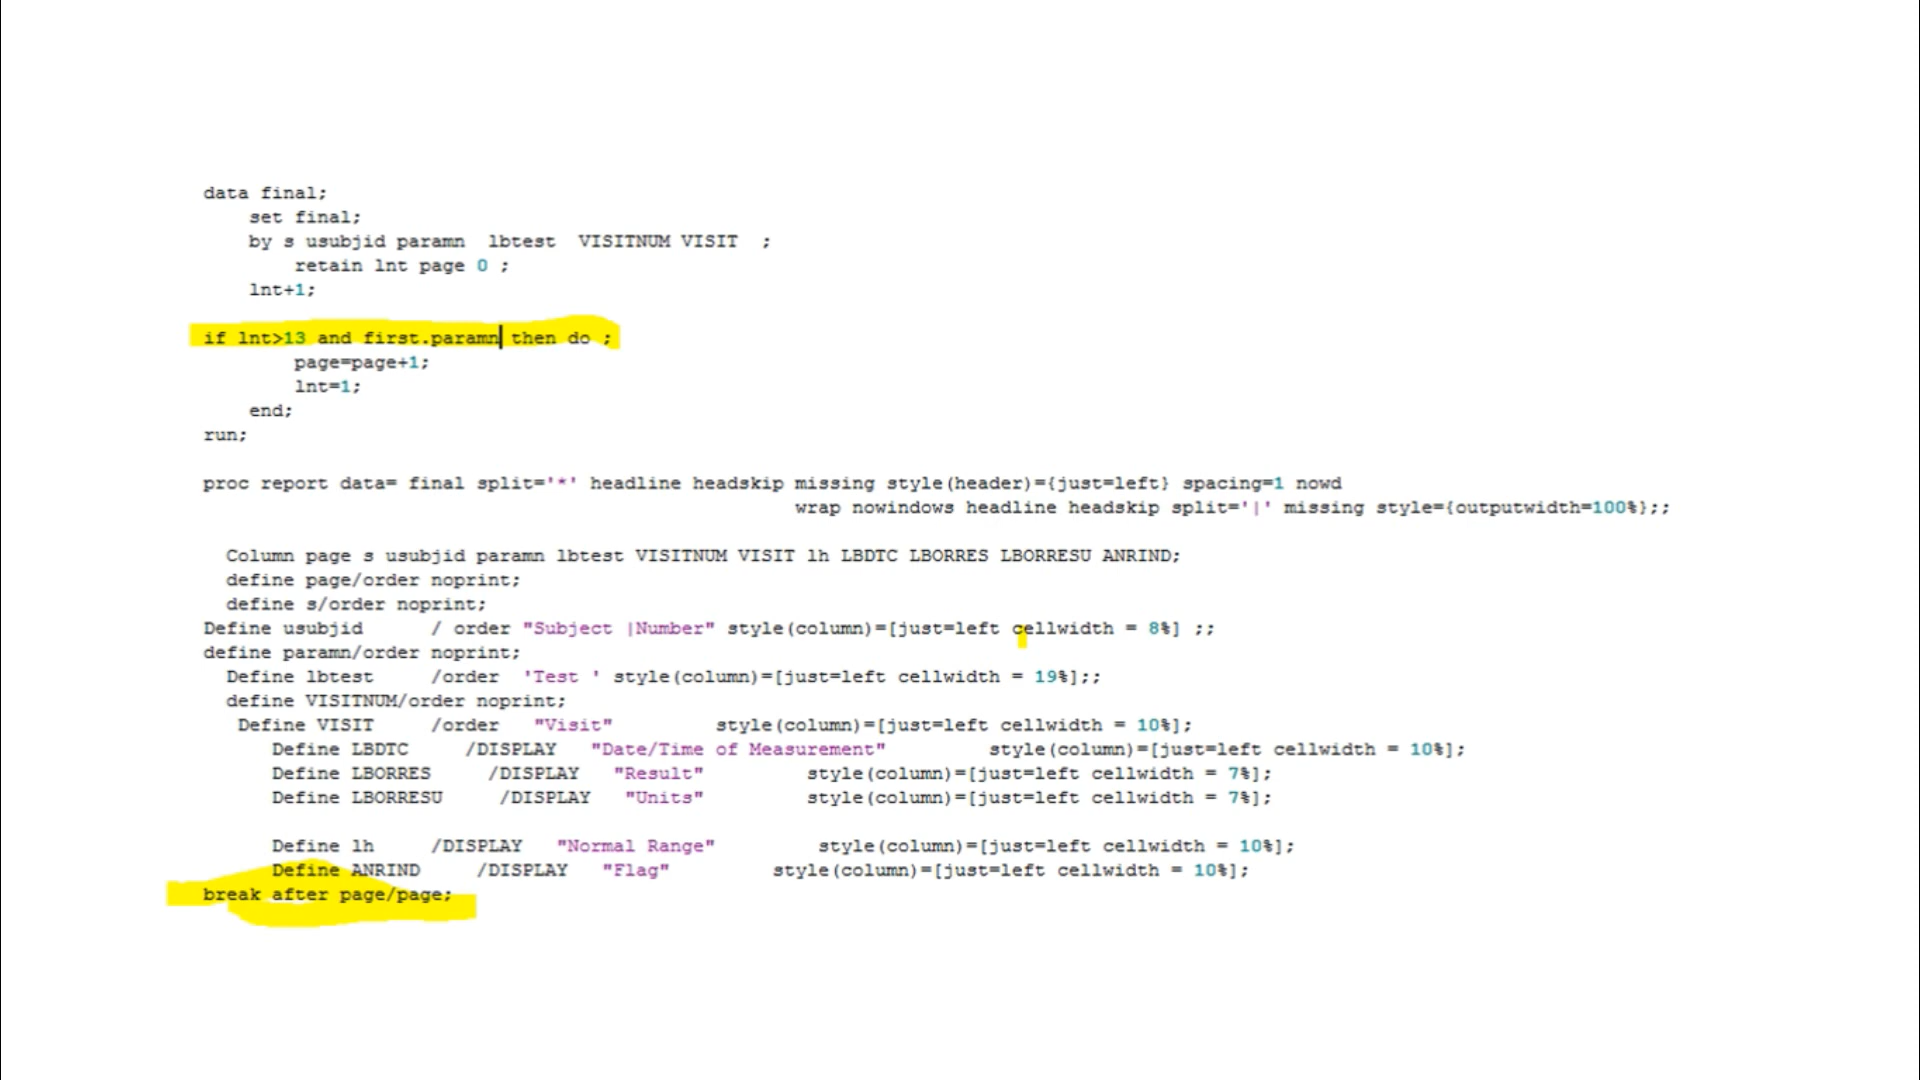 data final;
set final;
by s usubjid paramn lbtest VISITNUM VISIT ;
retain lnt page 0 ;
lnt+1;
if lnt>13 and first.paramn then do ;
page=page+1;
lnt=1;
end;
run;
proc report data= final split='*' headline headskip missing style(header)={just=left} spacing=1 nowd
wrap nowindows headline headskip split='|' missing style={outputwidth=100%};;
Column page s usubjid paramn lbtest VISITNUM VISIT lh LBDTC LBORRES LBORRESU ANRIND;
define page/order noprint;
define s/order noprint;
Define usubjid / order "Subject |Number" style(column)=[just=left cellwidth = 8%] ;;
define paramn/order noprint;
Define lbtest /order 'Test ' style(column)=[just=left cellwidth = 19%];;
define VISITNUM/order noprint;
Define VISIT /order "Visit" style(column)=[just=left cellwidth = 10%];
Define LBDTC /DISPLAY "Date/Time of Measurement" style(column)=[just=left cellwidth = 10%];
Define LBORRES /DISPLAY "Result" style(column)=[just=left cellwidth = 7%];
Define LBORRESU /DISPLAY "Units" style(column)=[just=left cellwidth = 7%];
Define lh /DISPLAY "Normal Range" style(column)=[just=left cellwidth = 10%];
Define ANRIND /DISPLAY "Flag" style(column)=[just=left cellwidth = 10%];
break after page/page;